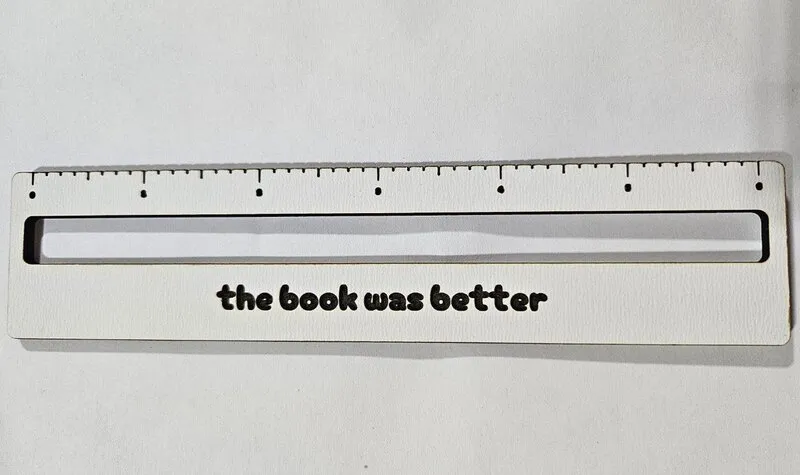 the book was better